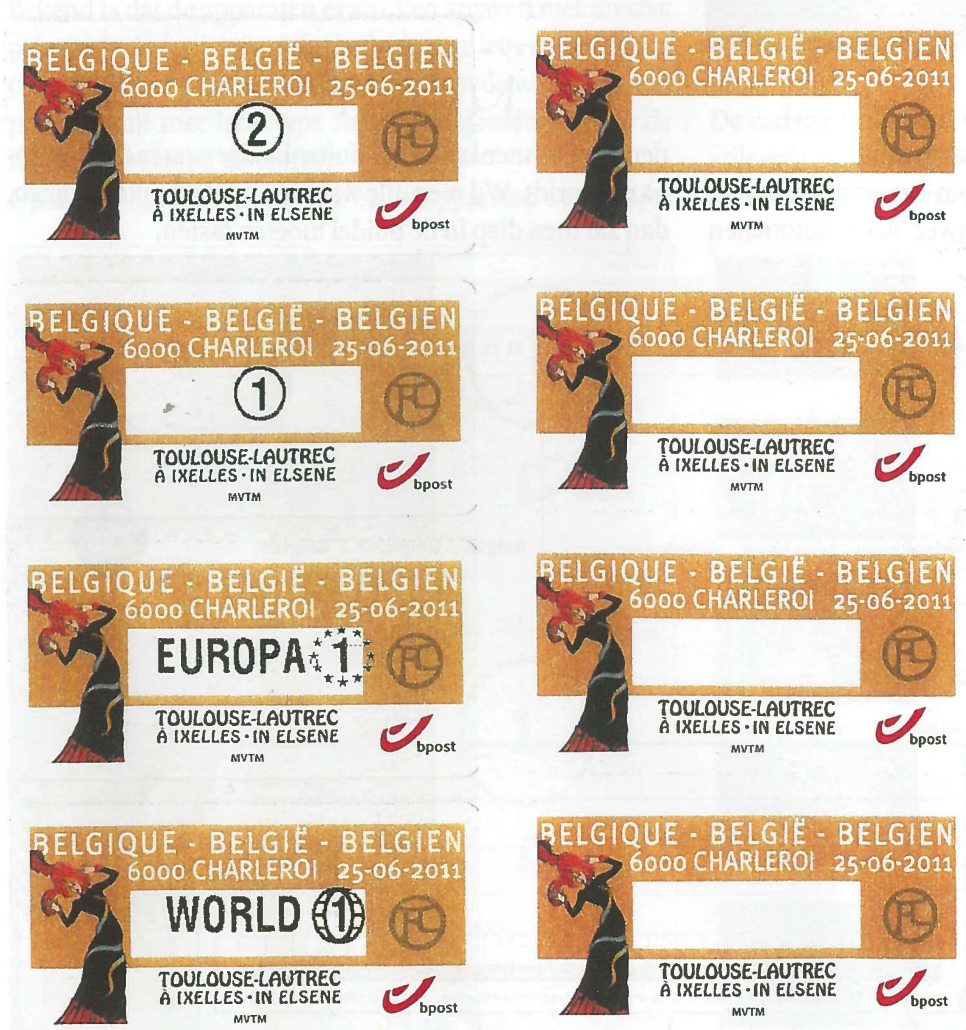 BELGIQUE - BELGIË - BELGIEN
6000 CHARLEROI 25-06-2011
2
TOULOUSE-LAUTREC
À IXELLES · IN ELSENE
MVTM
bpost
BELGIQUE - BELGIË - BELGIEN
6000 CHARLEROI 25-06-2011
TOULOUSE-LAUTREC
À IXELLES · IN ELSENE
MVTM
bpost
BELGIQUE - BELGIË - BELGIEN
6000 CHARLEROI 25-06-2011
1
TOULOUSE-LAUTREC
À IXELLES · IN ELSENE
MVTM
bpost
BELGIQUE - BELGIË - BELGIEN
6000 CHARLEROI 25-06-2011
TOULOUSE-LAUTREC
À IXELLES · IN ELSENE
MVTM
bpost
BELGIQUE - BELGIË - BELGIEN
6000 CHARLEROI 25-06-2011
EUROPA 1
TOULOUSE-LAUTREC
À IXELLES · IN ELSENE
MVTM
bpost
BELGIQUE - BELGIË - BELGIEN
6000 CHARLEROI 25-06-2011
TOULOUSE-LAUTREC
À IXELLES · IN ELSENE
MVTM
bpost
BELGIQUE - BELGIË - BELGIEN
6000 CHARLEROI 25-06-2011
WORLD 1
TOULOUSE-LAUTREC
À IXELLES · IN ELSENE
MVTM
bpost
BELGIQUE - BELGIË - BELGIEN
6000 CHARLEROI 25-06-2011
TOULOUSE-LAUTREC
À IXELLES · IN ELSENE
MVTM
bpost